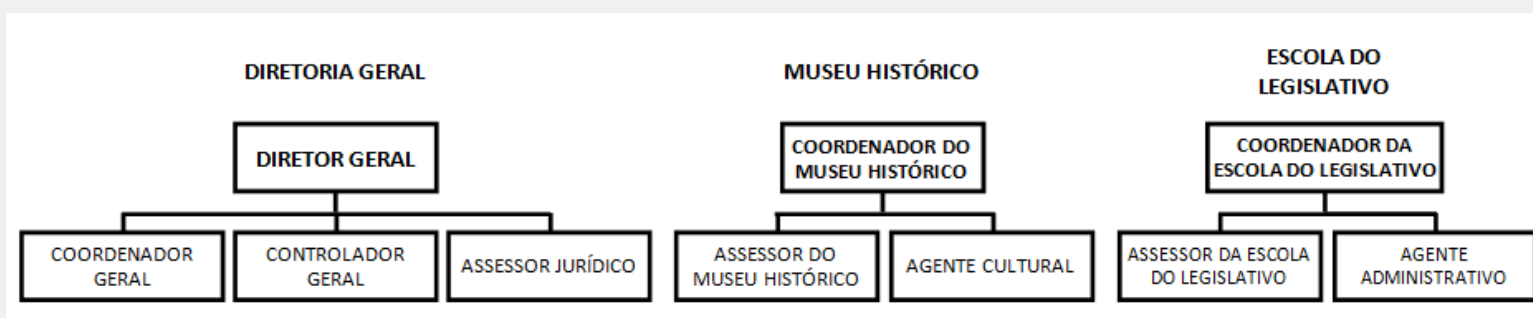 DIRETORIA GERAL
DIRETOR GERAL
COORDENADOR
GERAL
CONTROLADOR
GERAL
ASSESSOR JURÍDICO
MUSEU HISTÓRICO
COORDENADOR DO
MUSEU HISTÓRICO
ASSESSOR DO
MUSEU HISTÓRICO
AGENTE CULTURAL
ESCOLA DO
LEGISLATIVO
COORDENADOR DA
ESCOLA DO LEGISLATIVO
ASSESSOR DA ESCOLA
DO LEGISLATIVO
AGENTE
ADMINISTRATIVO